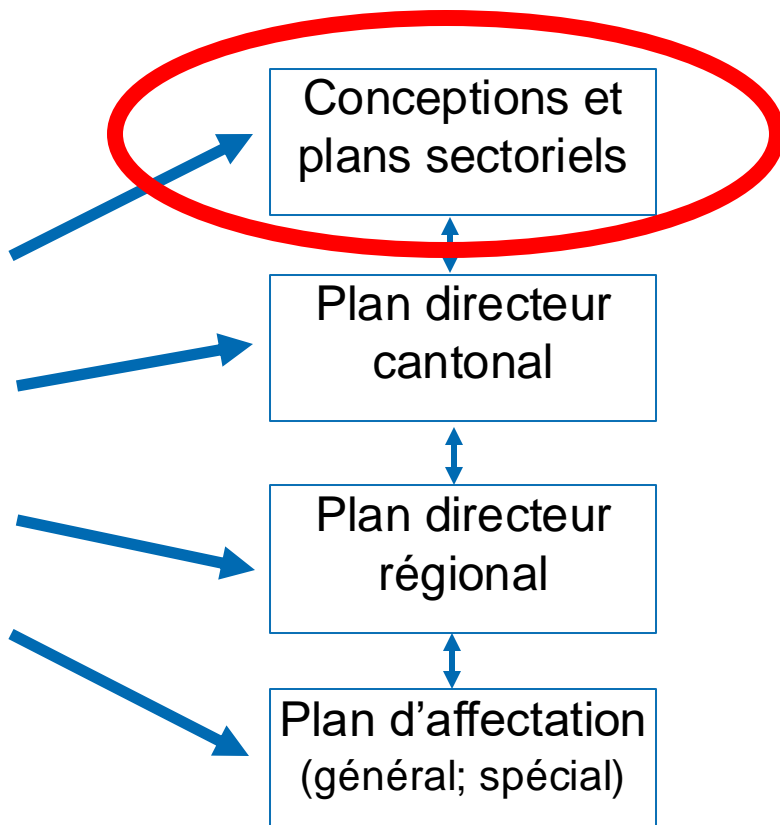 Conceptions et
plans sectoriels
Plan directeur
cantonal
Plan directeur
régional
Plan d’affectation
(général; spécial)